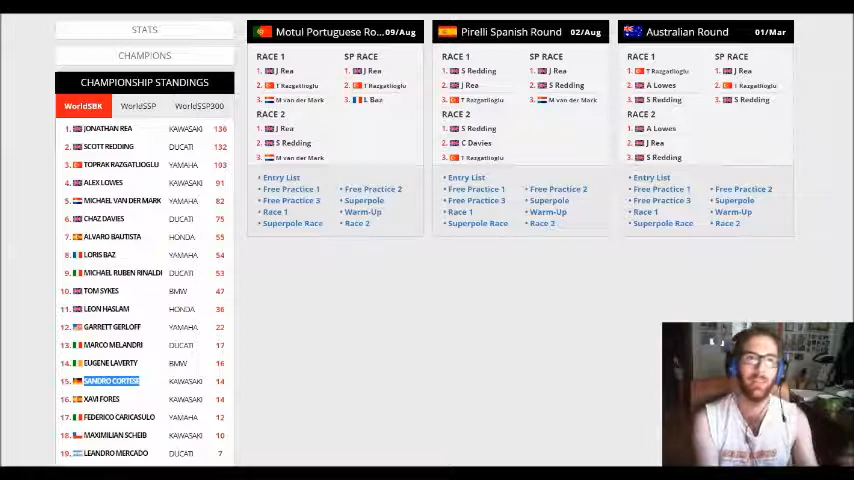 STATS
CHAMPIONS
CHAMPIONSHIP STANDINGS
WorldSBK WorldSSP WorldSSP300
1. JONATHAN REA KAWASAKI 136
2. SCOTT REDDING DUCATI 132
3. TOPRAK RAZGATLIOGLU YAMAHA 103
4. ALEX LOWES KAWASAKI 91
5. MICHAEL VAN DER MARK YAMAHA 82
6. CHAZ DAVIES DUCATI 75
7. ALVARO BAUTISTA HONDA 55
8. LORIS BAZ YAMAHA 54
9. MICHAEL RUBEN RINALDI DUCATI 53
10. TOM SYKES BMW 47
11. LEON HASLAM HONDA 36
12. GARRETT GERLOFF YAMAHA 22
13. MARCO MELANDRI DUCATI 17
14. EUGENE LAVERTY BMW 16
15. SANDRO CORTESE KAWASAKI 14
16. XAVI FORES KAWASAKI 14
17. FEDERICO CARICASULO YAMAHA 12
18. MAXIMILIAN SCHEIB KAWASAKI 10
19. LEANDRO MERCADO DUCATI 7
Motul Portuguese Ro... 09/Aug
RACE 1 SP RACE
1. J Rea 1. J Rea
2. T Razgatlioglu 2. T Razgatlioglu
3. M van der Mark 3. L Baz
RACE 2
1. J Rea
2. S Redding
3. M van der Mark
• Entry List
• Free Practice 1 • Free Practice 2
• Free Practice 3 • Superpole
• Race 1 • Warm-Up
• Superpole Race • Race 2
Pirelli Spanish Round 02/Aug
RACE 1 SP RACE
1. S Redding 1. J Rea
2. J Rea 2. S Redding
3. T Razgatlioglu 3. M van der Mark
RACE 2
1. S Redding
2. C Davies
3. T Razgatlioglu
• Entry List
• Free Practice 1 • Free Practice 2
• Free Practice 3 • Superpole
• Race 1 • Warm-Up
• Superpole Race • Race 2
Australian Round 01/Mar
RACE 1 SP RACE
1. T Razgatlioglu 1. J Rea
2. A Lowes 2. T Razgatlioglu
3. S Redding 3. S Redding
RACE 2
1. A Lowes
2. J Rea
3. S Redding
• Entry List
• Free Practice 1 • Free Practice 2
• Free Practice 3 • Superpole
• Race 1 • Warm-Up
• Superpole Race • Race 2